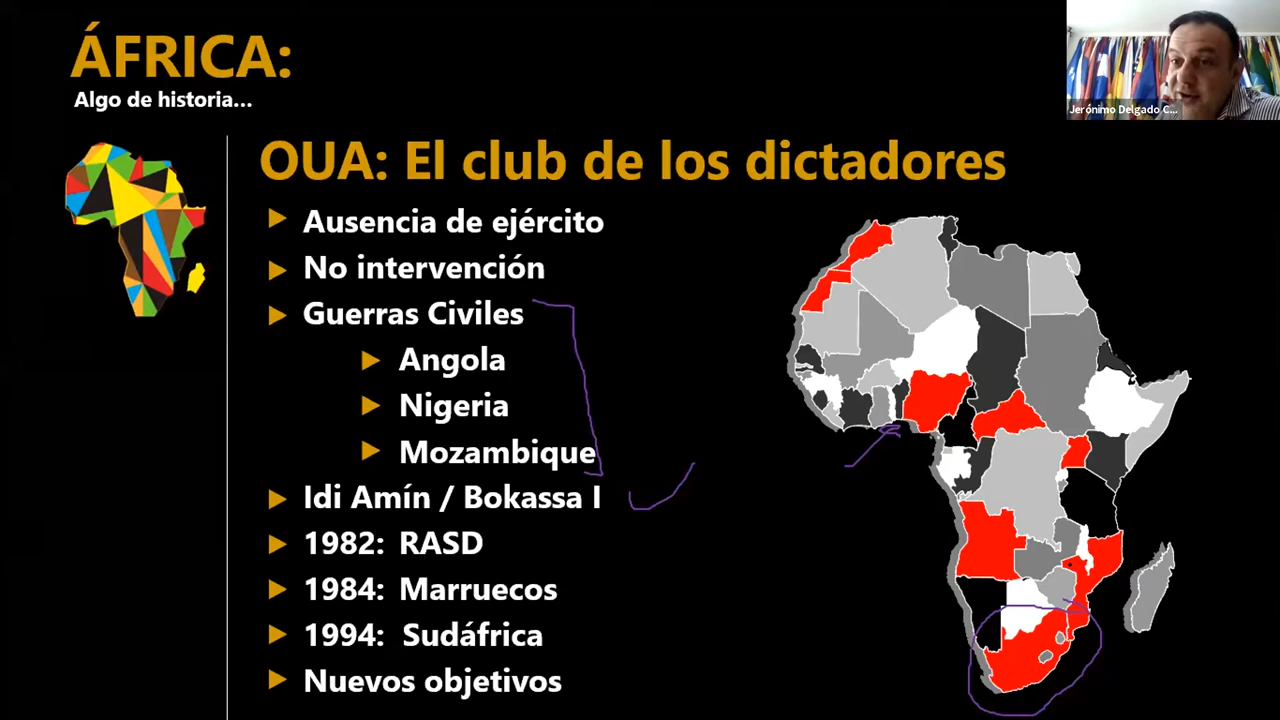 ÁFRICA:
Algo de historia...
Jerónimo Delgado C...
OUA: El club de los dictadores
Ausencia de ejército
No intervención
Guerras Civiles
Angola
Nigeria
Mozambique
Idi Amín / Bokassa I
1982: RASD
1984: Marruecos
1994: Sudáfrica
Nuevos objetivos